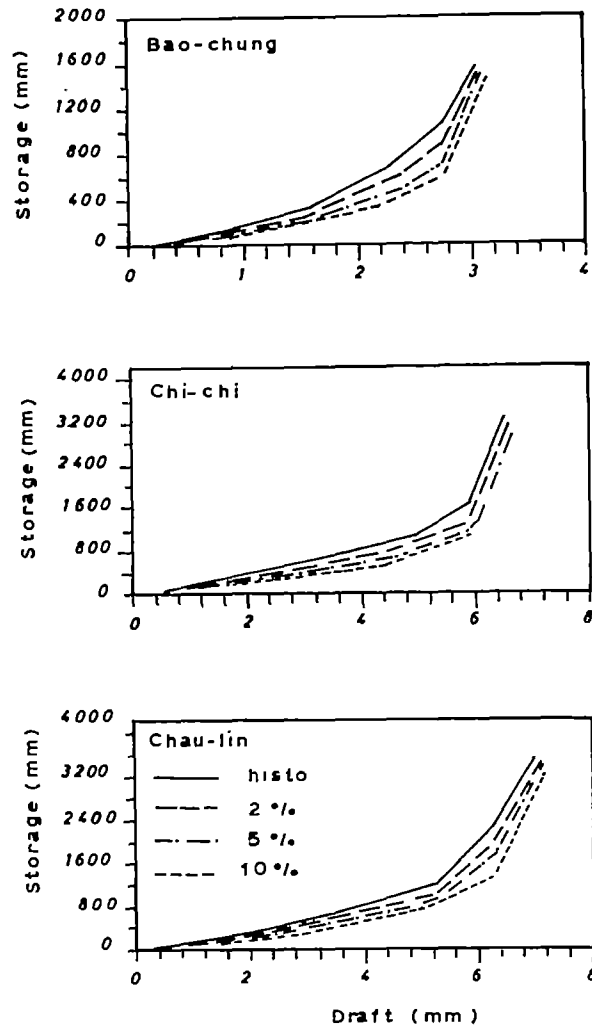 2000
1600
1200
800
400
0
Storage (mm)
Bao-chung
0 1 2 3 4
4000
3200
2400
1600
800
0
Storage (mm)
Chi-chi
0 2 4 6 8
4000
3200
2400
1600
800
0
Storage (mm)
Chau-lin
histo
2 %
5 %
10 %
0 2 4 6 8
Draft (mm)